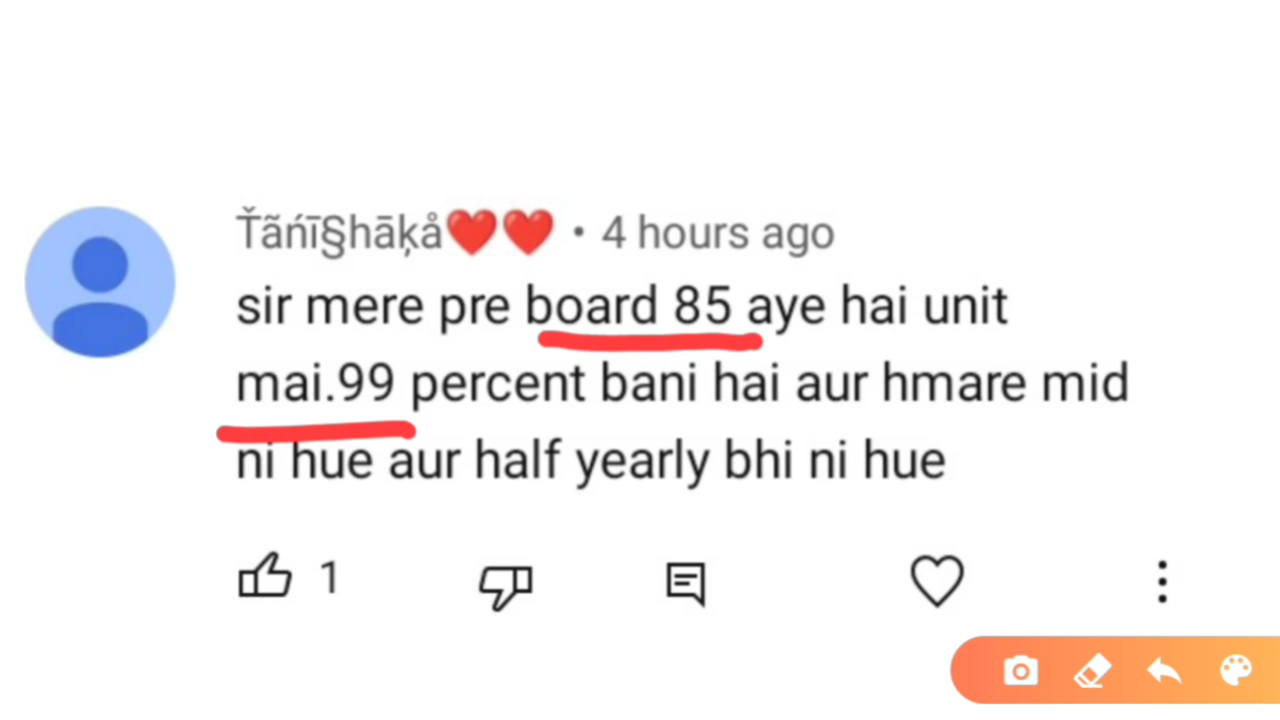 Ťãńī§hāķå❤️❤️ • 4 hours ago
sir mere pre board 85 aye hai unit
mai.99 percent bani hai aur hmare mid
ni hue aur half yearly bhi ni hue
1